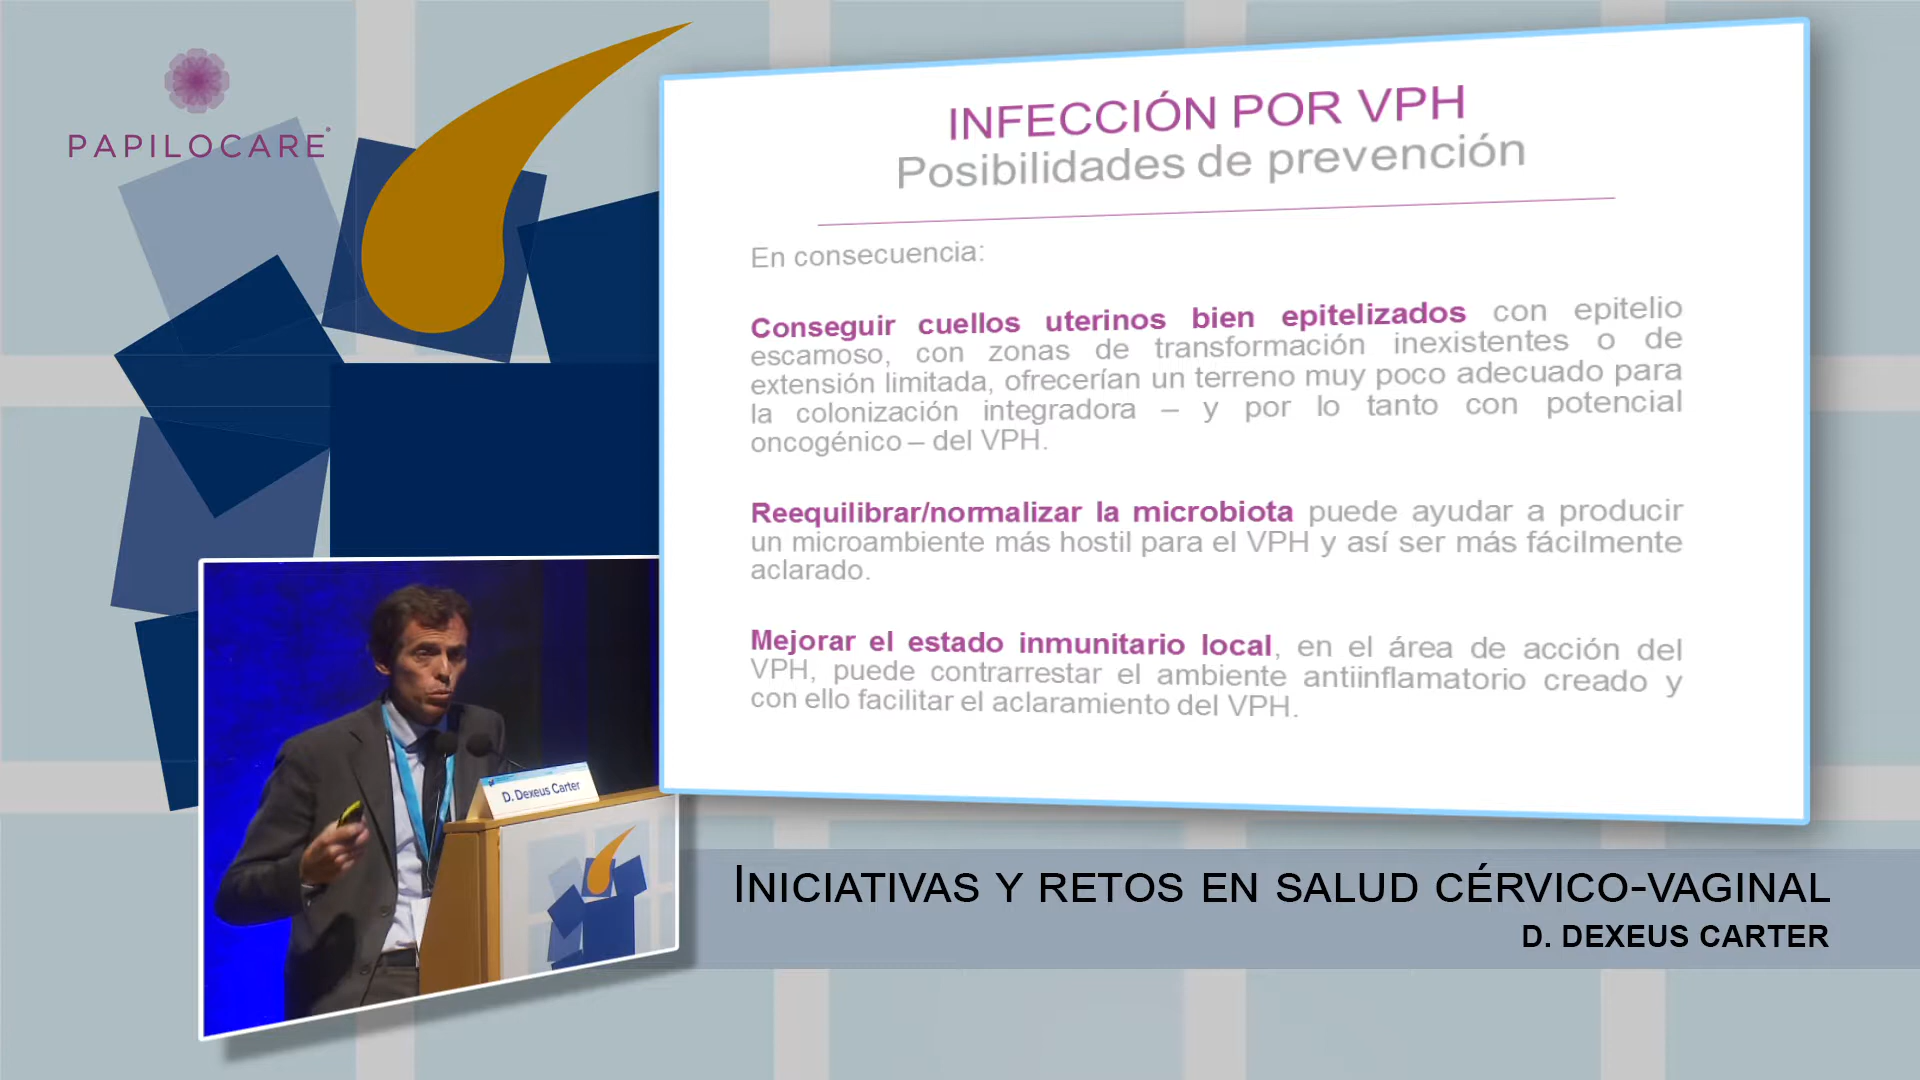 PAPILOCARE®
INFECCIÓN POR VPH
Posibilidades de prevención
En consecuencia:
Conseguir cuellos uterinos bien epitelizados con epitelio
escamoso, con zonas de transformación inexistentes o de
extensión limitada, ofrecerían un terreno muy poco adecuado para
la colonización integradora – y por lo tanto con potencial
oncogénico – del VPH.
Reequilibrar/normalizar la microbiota puede ayudar a producir
un microambiente más hostil para el VPH y así ser más fácilmente
aclarado.
Mejorar el estado inmunitario local, en el área de acción del
VPH, puede contrarrestar el ambiente antiinflamatorio creado y
con ello facilitar el aclaramiento del VPH.
D. Dexeus Carter
INICIATIVAS Y RETOS EN SALUD CÉRVICO-VAGINAL
D. DEXEUS CARTER